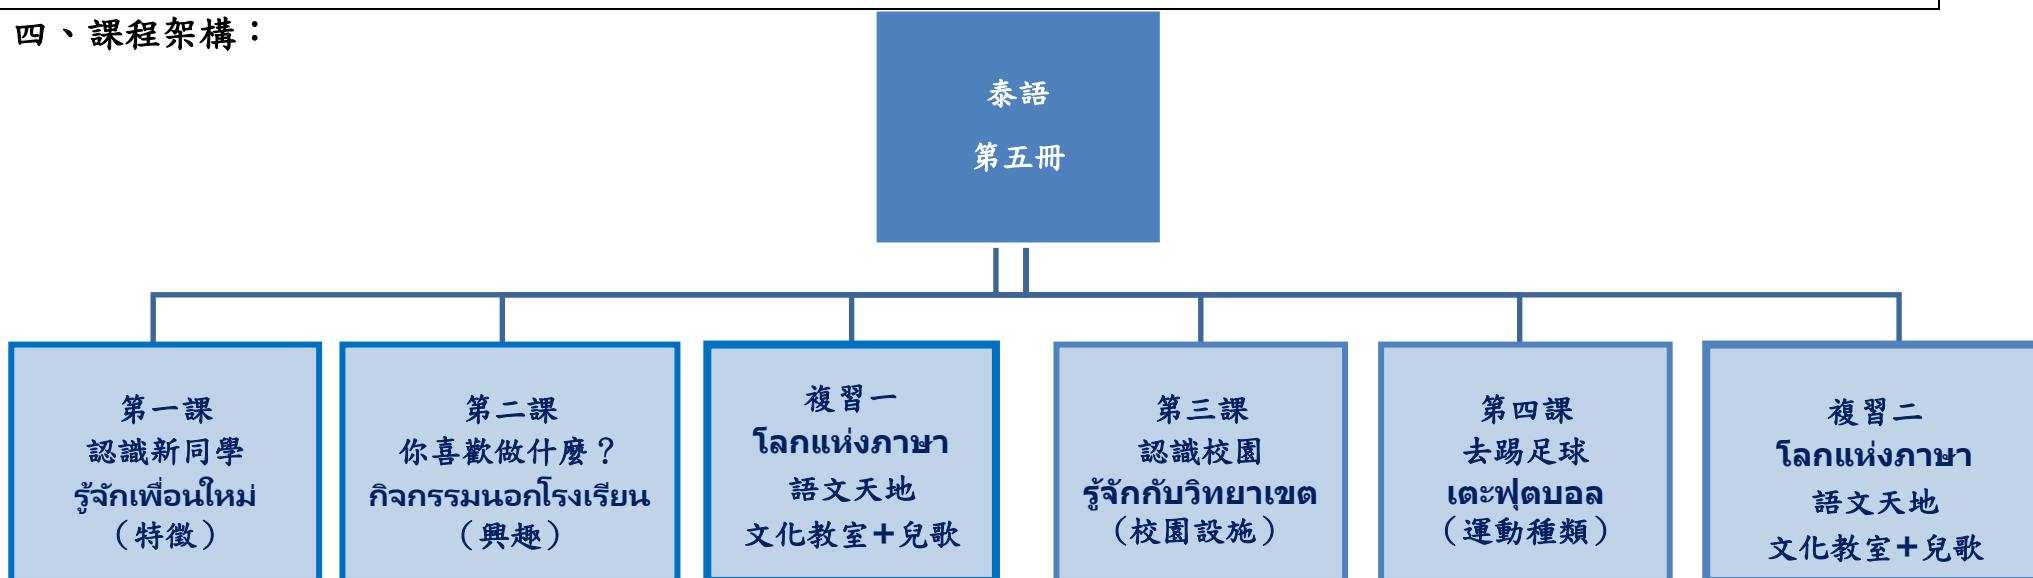 四、課程架構：
泰語
第五冊
第一課
認識新同學
รู้จักเพื่อนใหม่
（特徵）
第二課
你喜歡做什麼？
กิจกรรมนอกโรงเรียน
（興趣）
複習一
โลกแห่งภาษา
語文天地
文化教室+兒歌
第三課
認識校園
รู้จักกับวิทยาเขต
（校園設施）
第四課
去踢足球
เตะฟุตบอล
（運動種類）
複習二
โลกแห่งภาษา
語文天地
文化教室+兒歌